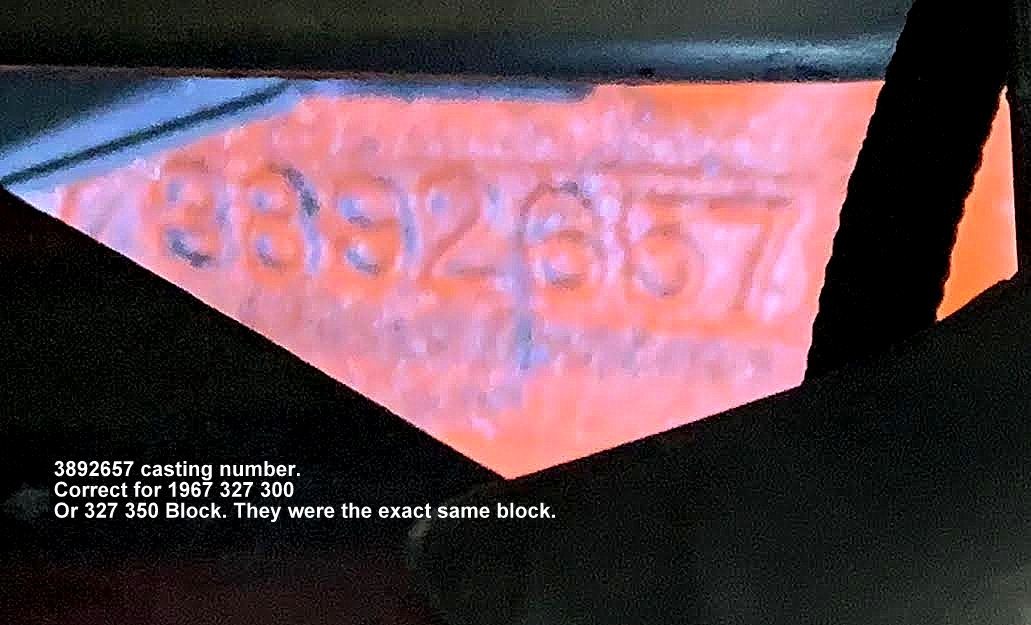 3892657
3892657 casting number.
Correct for 1967 327 300
Or 327 350 Block. They were the exact same block.